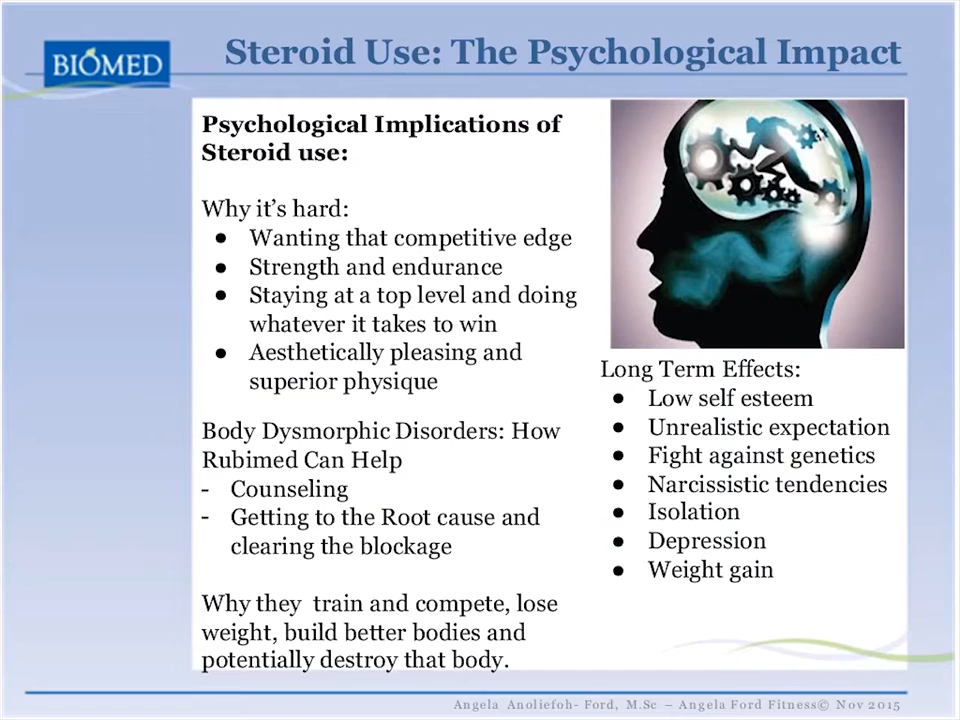 BIOMED
Steroid Use: The Psychological Impact
Psychological Implications of
Steroid use:
Why it's hard:
● Wanting that competitive edge
● Strength and endurance
● Staying at a top level and doing
whatever it takes to win
● Aesthetically pleasing and
superior physique
Body Dysmorphic Disorders: How
Rubimed Can Help
- Counseling
- Getting to the Root cause and
clearing the blockage
Why they train and compete, lose
weight, build better bodies and
potentially destroy that body.
Long Term Effects:
● Low self esteem
● Unrealistic expectation
● Fight against genetics
● Narcissistic tendencies
● Isolation
● Depression
● Weight gain
Angela Anoliefoh- Ford, M.Sc – Angela Ford Fitness© Nov 2015